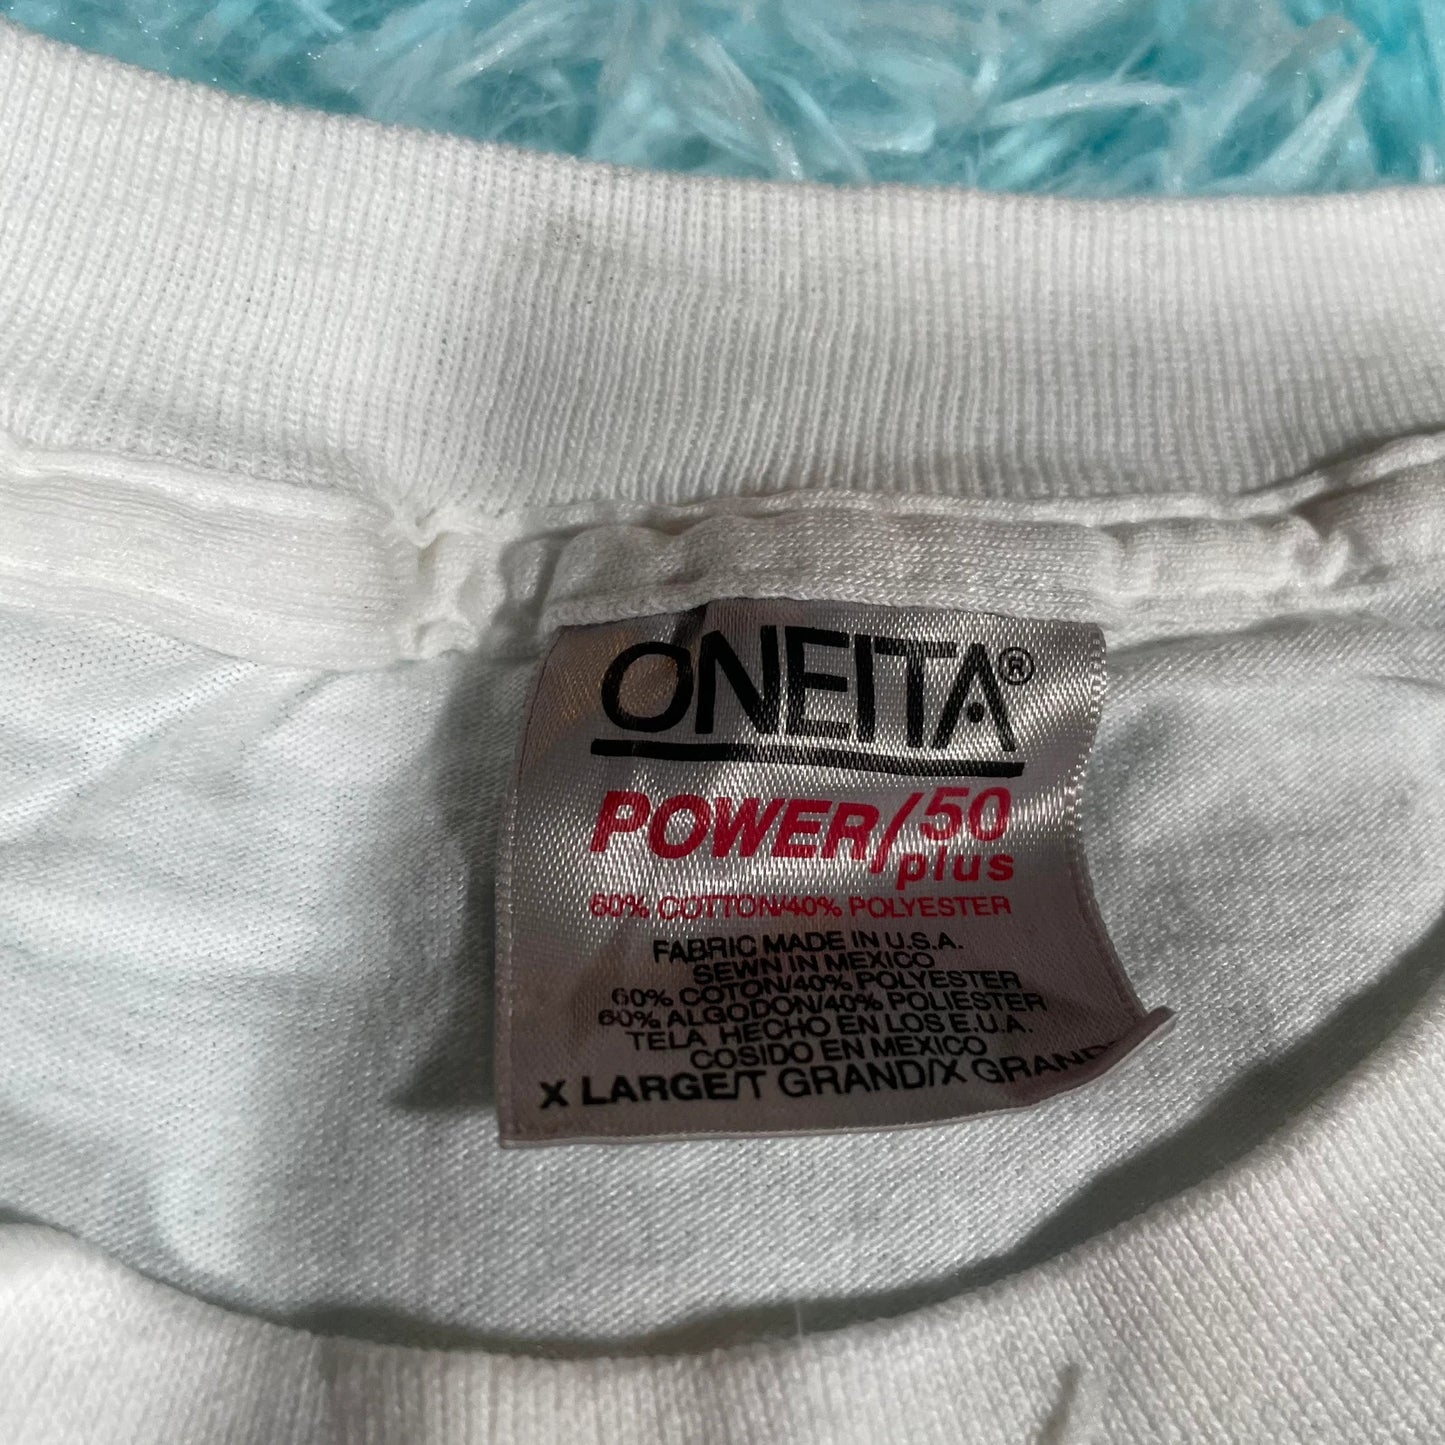 ONEITA®
POWER/50
plus
60% COTTON/40% POLYESTER
FABRIC MADE IN U.S.A.
SEWN IN MEXICO
60% COTON/40% POLYESTER
60% ALGODON/40% POLIESTER
TELA HECHO EN LOS E.U.A.
COSIDO EN MEXICO
X LARGE/T GRAND/X GRAND